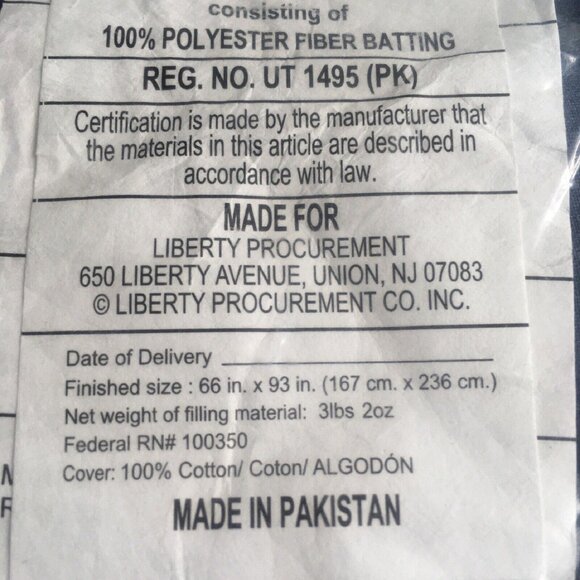 consisting of
100% POLYESTER FIBER BATTING
REG. NO. UT 1495 (PK)
Certification is made by the manufacturer that
the materials in this article are described in
accordance with law.
MADE FOR
LIBERTY PROCUREMENT
650 LIBERTY AVENUE, UNION, NJ 07083
© LIBERTY PROCUREMENT CO. INC.
Date of Delivery
Finished size : 66 in. x 93 in. (167 cm. x 236 cm.)
Net weight of filling material: 3lbs 2oz
Federal RN# 100350
Cover: 100% Cotton/ Coton/ ALGODÓN
MADE IN PAKISTAN